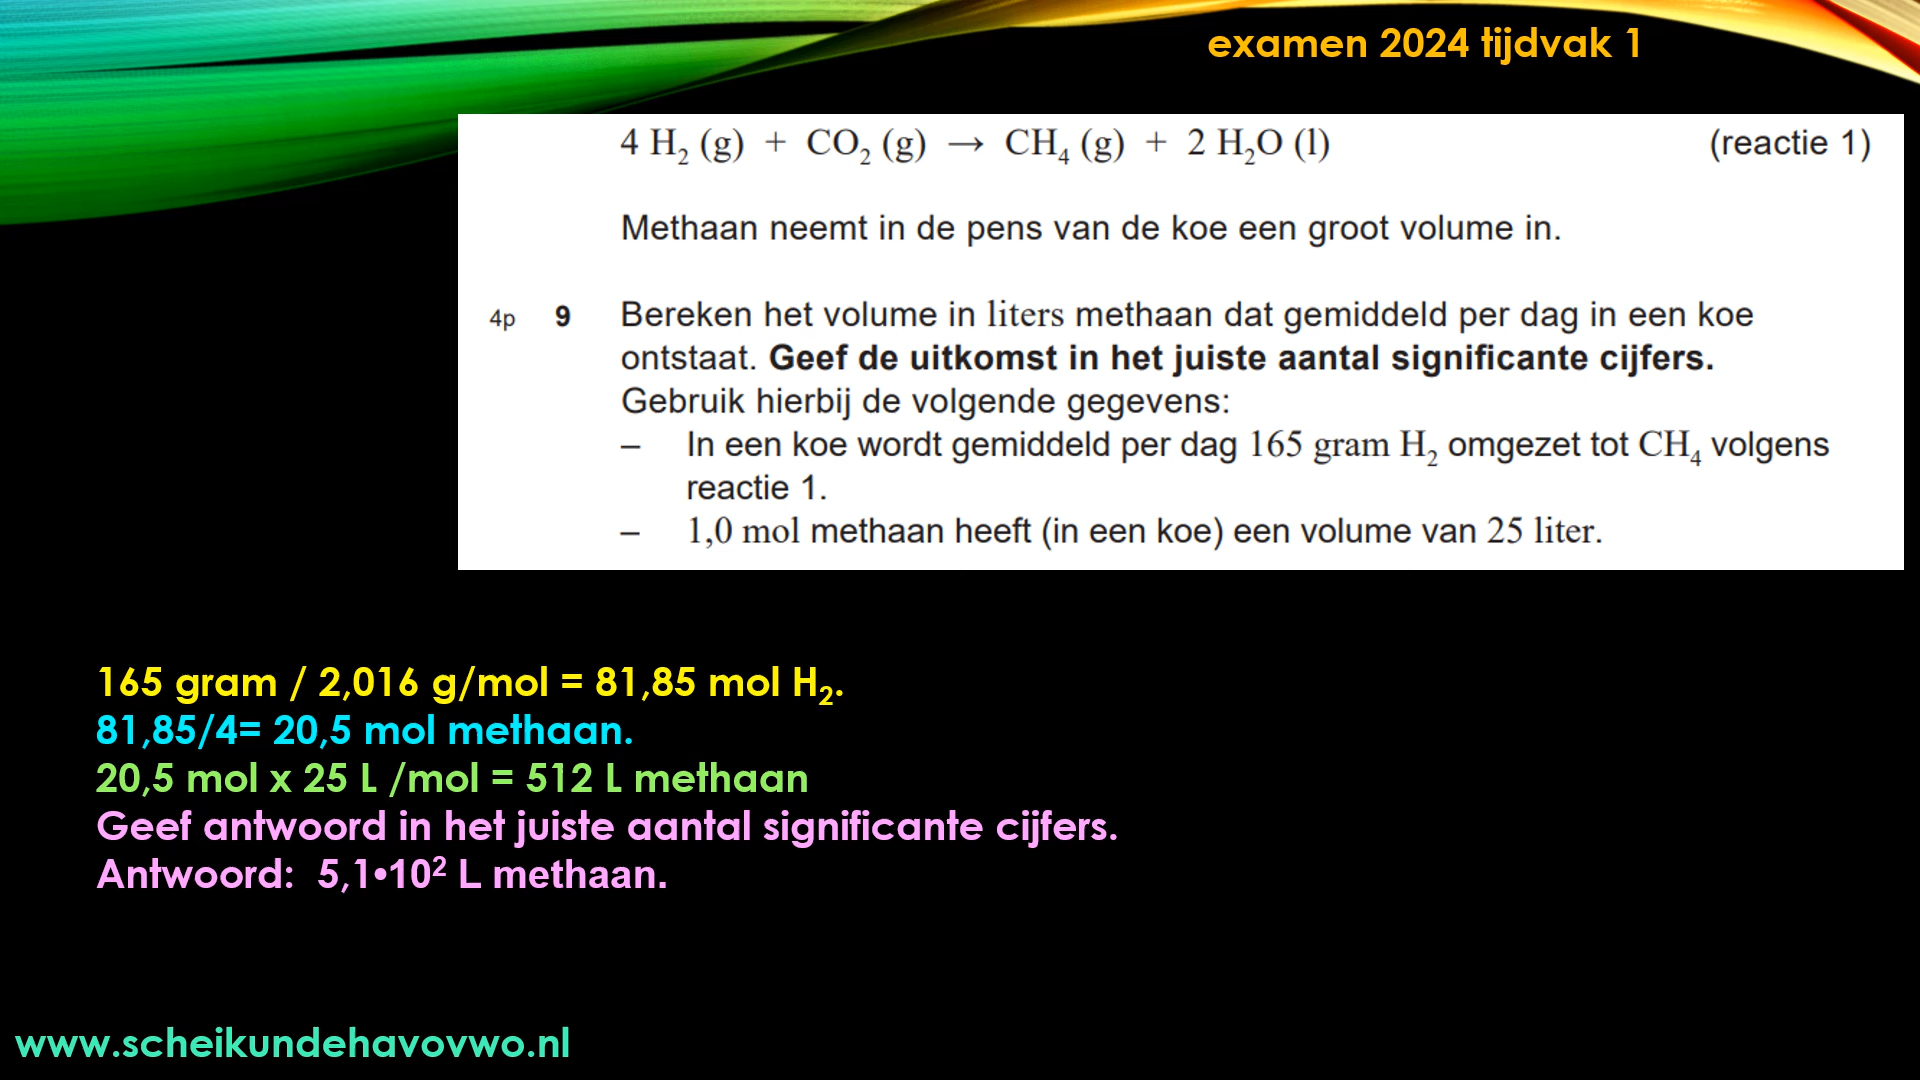 examen 2024 tijdvak 1
4 H₂ (g) + CO₂ (g) → CH₄ (g) + 2 H₂O (l) (reactie 1)
Methaan neemt in de pens van de koe een groot volume in.
4p 9 Bereken het volume in liters methaan dat gemiddeld per dag in een koe
ontstaat. Geef de uitkomst in het juiste aantal significante cijfers.
Gebruik hierbij de volgende gegevens:
– In een koe wordt gemiddeld per dag 165 gram H₂ omgezet tot CH₄ volgens
reactie 1.
– 1,0 mol methaan heeft (in een koe) een volume van 25 liter.
165 gram / 2,016 g/mol = 81,85 mol H₂.
81,85/4= 20,5 mol methaan.
20,5 mol x 25 L /mol = 512 L methaan
Geef antwoord in het juiste aantal significante cijfers.
Antwoord: 5,1•10² L methaan.
www.scheikundehavovwo.nl